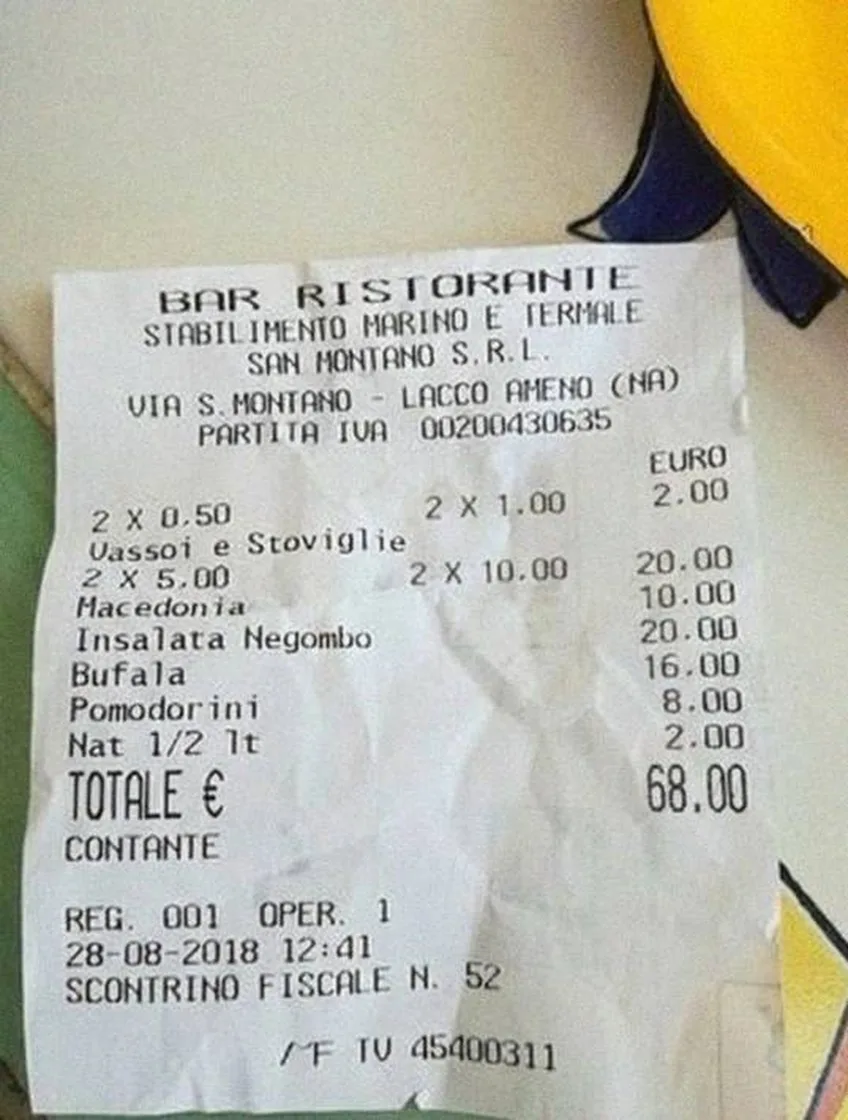 BAR RISTORANTE
STABILIMENTO MARINO E TERMALE
SAN MONTANO S.R.L.
VIA S.MONTANO - LACCO AMENO (NA)
PARTITA IVA 00200430635
EURO
2 X 0.50 2 X 1.00 2.00
Vassoi e Stoviglie
2 X 5.00 2 X 10.00 20.00
Macedonia 10.00
Insalata Negombo 20.00
Bufala 16.00
Pomodorini 8.00
Nat 1/2 lt 2.00
TOTALE € 68.00
CONTANTE
REG. 001 OPER. 1
28-08-2018 12:41
SCONTRINO FISCALE N. 52
TV 45400311